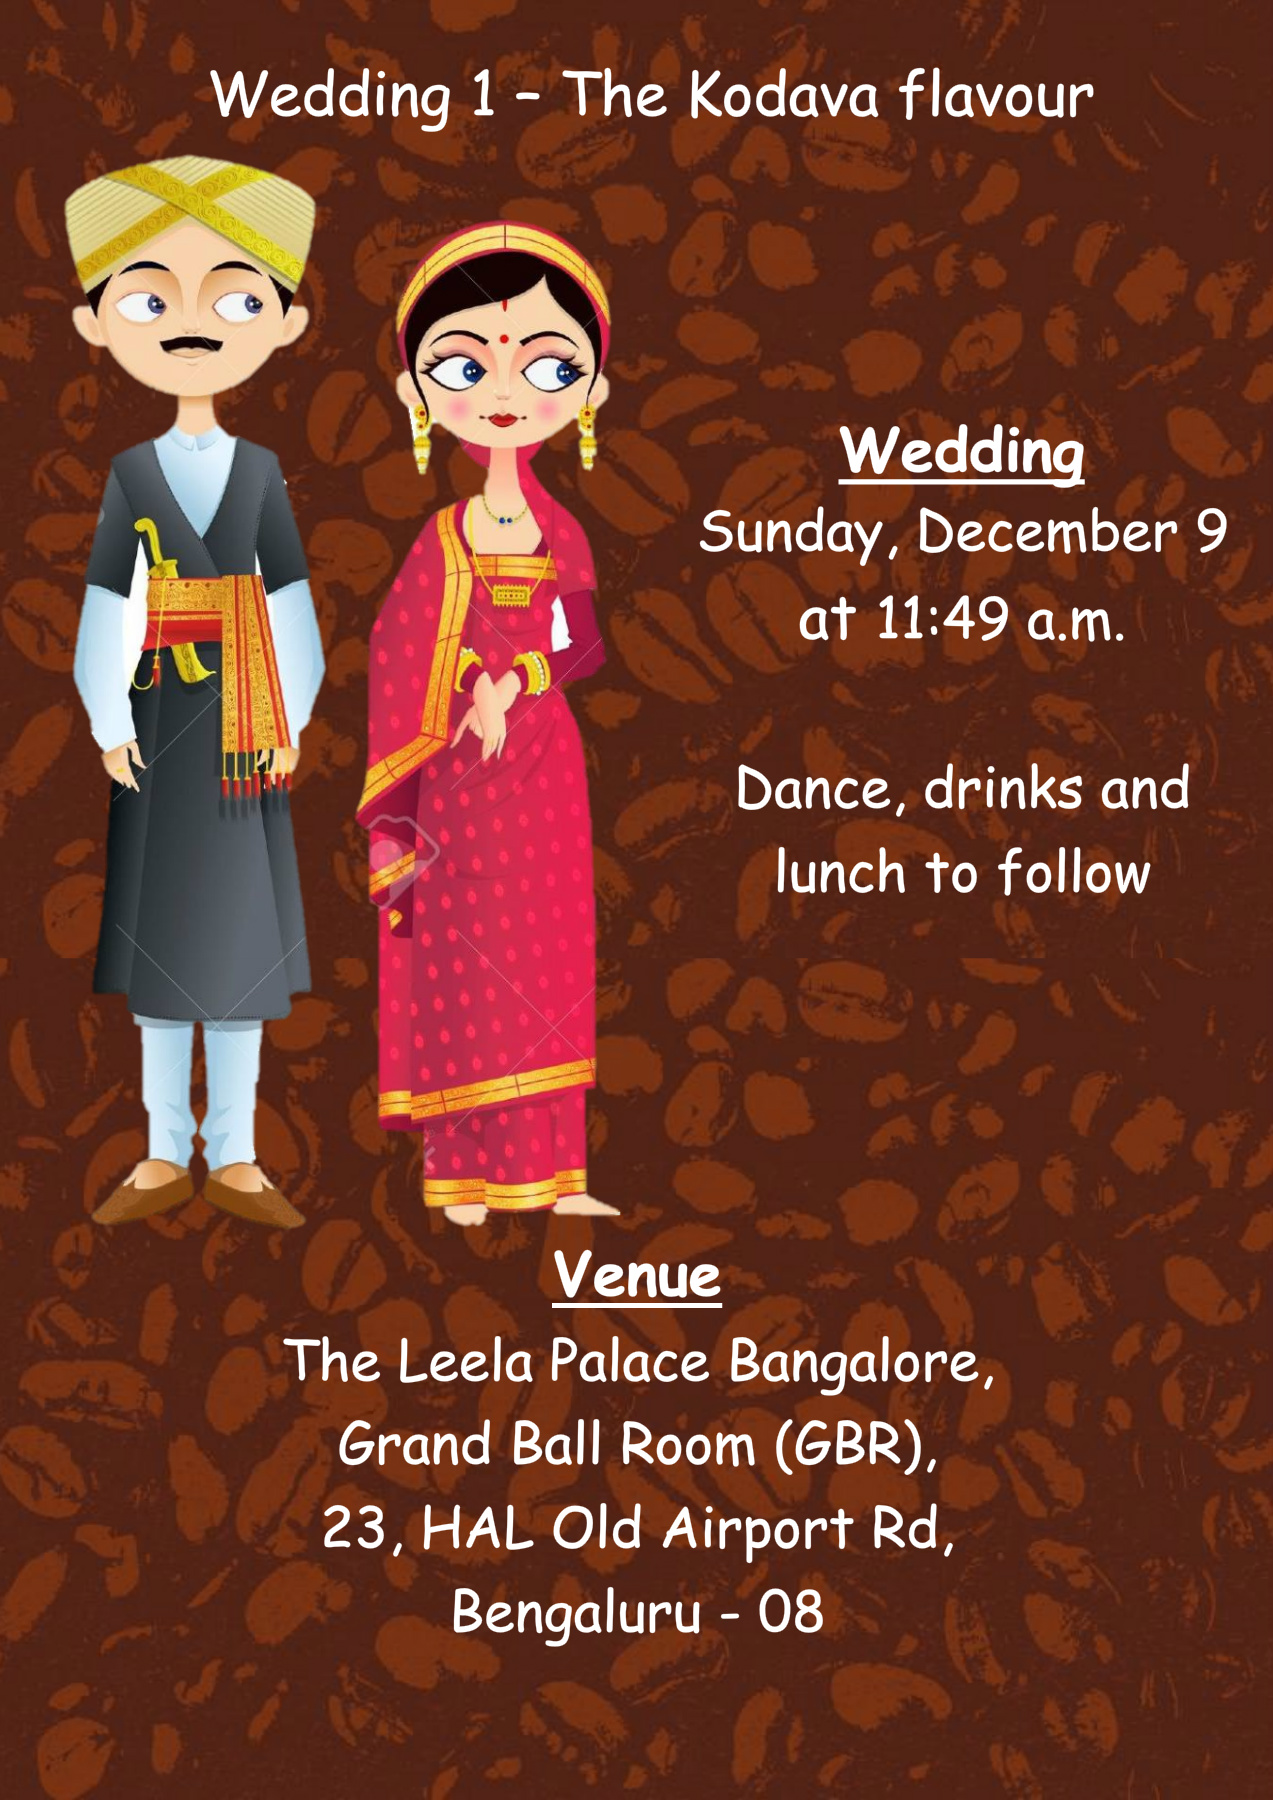 Wedding 1 – The Kodava flavour
Wedding
Sunday, December 9
at 11:49 a.m.
Dance, drinks and
lunch to follow
Venue
The Leela Palace Bangalore,
Grand Ball Room (GBR),
23, HAL Old Airport Rd,
Bengaluru - 08